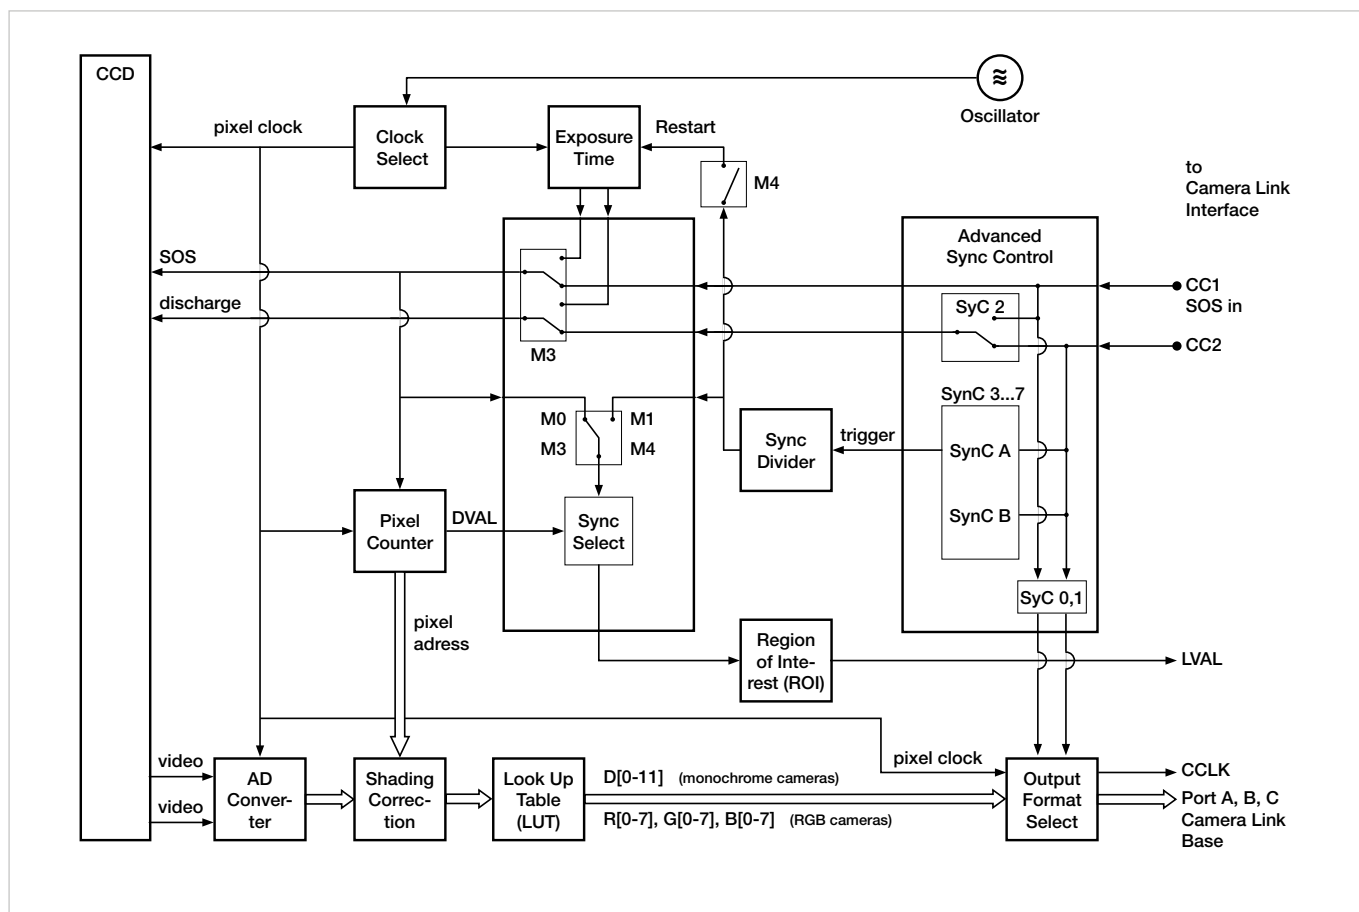 CCD
Oscillator
pixel clock
Clock
Select
Exposure
Time
Restart
M4
to
Camera Link
Interface
Advanced
Sync Control
SOS
CC1
SOS in
discharge
SyC 2
M3
CC2
SynC 3...7
M0
M1
M3
M4
Sync
Divider
trigger
SynC A
SynC B
Pixel
Counter
DVAL
Sync
Select
SyC 0,1
pixel
adress
Region
of Inte-
rest (ROI)
LVAL
video
video
AD
Conver-
ter
Shading
Correc-
tion
Look Up
Table
(LUT)
D[0-11] (monochrome cameras)
R[0-7], G[0-7], B[0-7] (RGB cameras)
pixel clock
Output
Format
Select
CCLK
Port A, B, C
Camera Link
Base